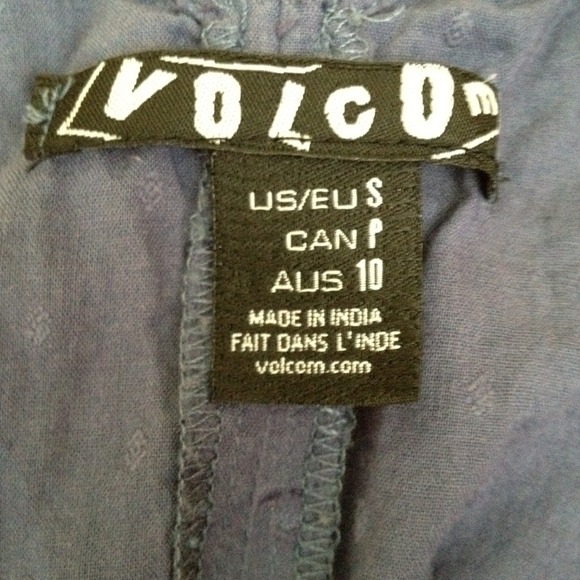 VOLCOM
US/EU S
CAN P
AUS 10
MADE IN INDIA
FAIT DANS L'INDE
volcom.com